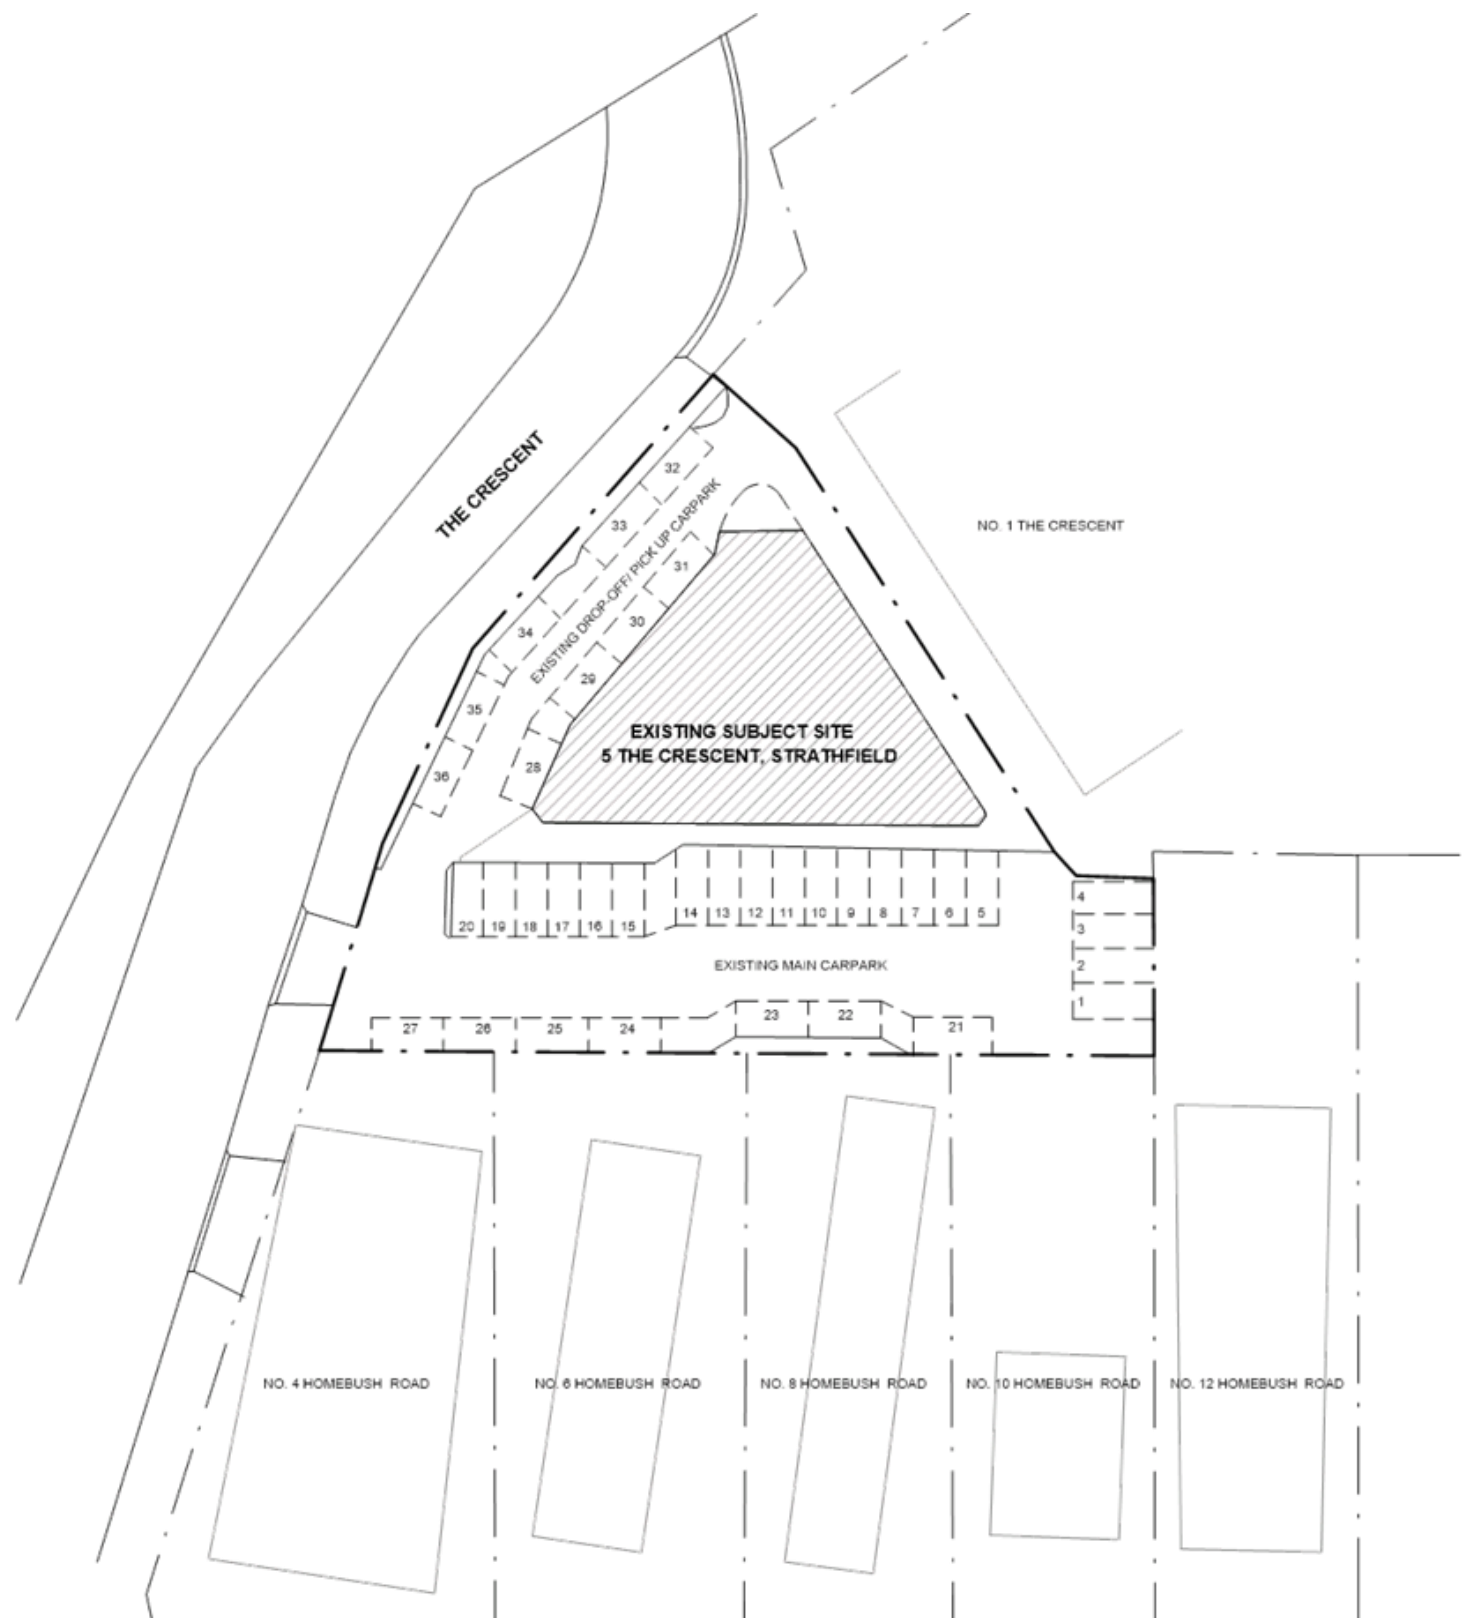 THE CRESCENT
32
33
NO. 1 THE CRESCENT
EXISTING DROP-OFF/ PICK UP CARPARK
31
30
34
29
35
28
36
EXISTING SUBJECT SITE
5 THE CRESCENT, STRATHFIELD
20 19 18 17 16 15 14 13 12 11 10 9 8 7 6 5
4
3
2
1
EXISTING MAIN CARPARK
27 26 25 24 23 22 21
NO. 4 HOMEBUSH ROAD
NO. 6 HOMEBUSH ROAD
NO. 8 HOMEBUSH ROAD
NO. 10 HOMEBUSH ROAD
NO. 12 HOMEBUSH ROAD